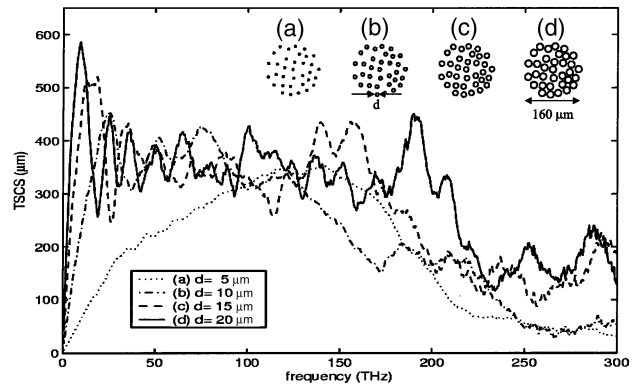 (a) (b) (c) (d)
d
160 μm
600
500
400
300
200
100
0
TSCS (μm)
(a) d= 5 μm
(b) d= 10 μm
(c) d= 15 μm
(d) d= 20 μm
0 50 100 150 200 250 300
frequency (THz)